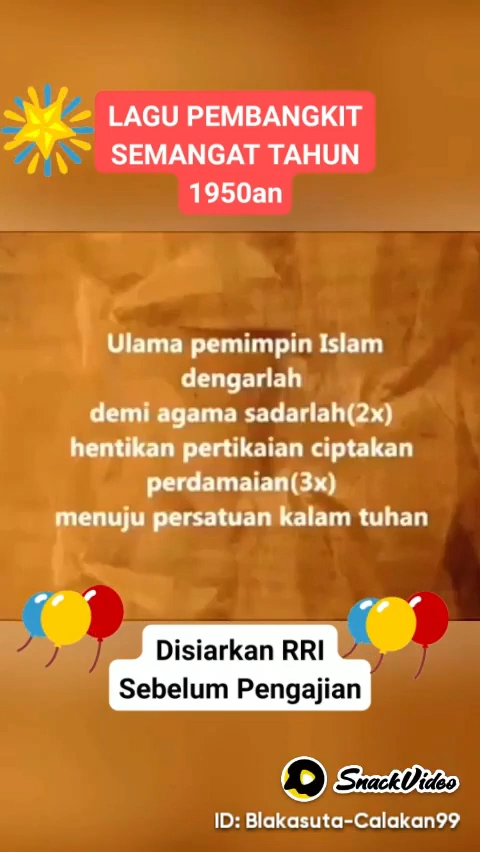 LAGU PEMBANGKIT
SEMANGAT TAHUN
1950an
Ulama pemimpin Islam
dengarlah
demi agama sadarlah(2x)
hentikan pertikaian ciptakan
perdamaian(3x)
menuju persatuan kalam tuhan
Disiarkan RRI
Sebelum Pengajian
SnackVideo
ID: Blakasuta-Calakan99